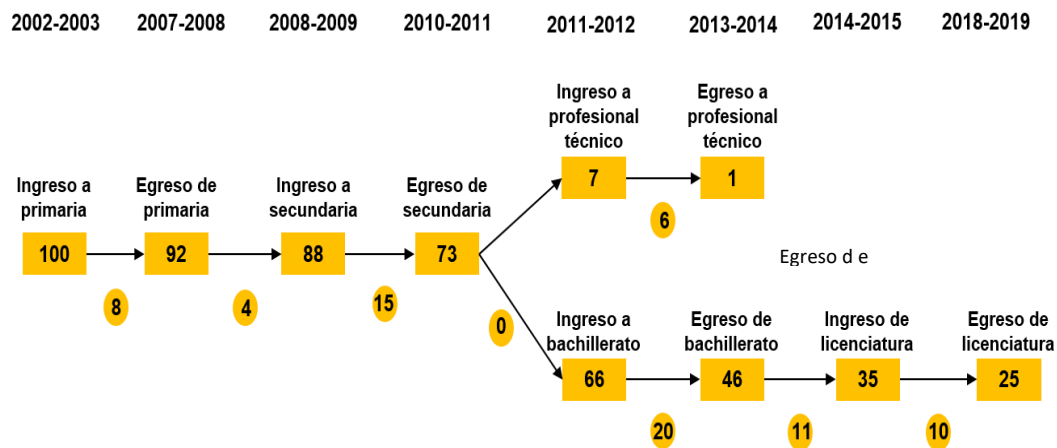 2002-2003 2007-2008 2008-2009 2010-2011 2011-2012 2013-2014 2014-2015 2018-2019
Ingreso a
profesional
técnico
7
Egreso a
profesional
técnico
1
6
Ingreso a
primaria
100
Egreso de
primaria
92
Ingreso a
secundaria
88
Egreso de
secundaria
73
8
4
15
0
Egreso d e
Ingreso a
bachillerato
66
Egreso de
bachillerato
46
Ingreso de
licenciatura
35
Egreso de
licenciatura
25
20
11
10